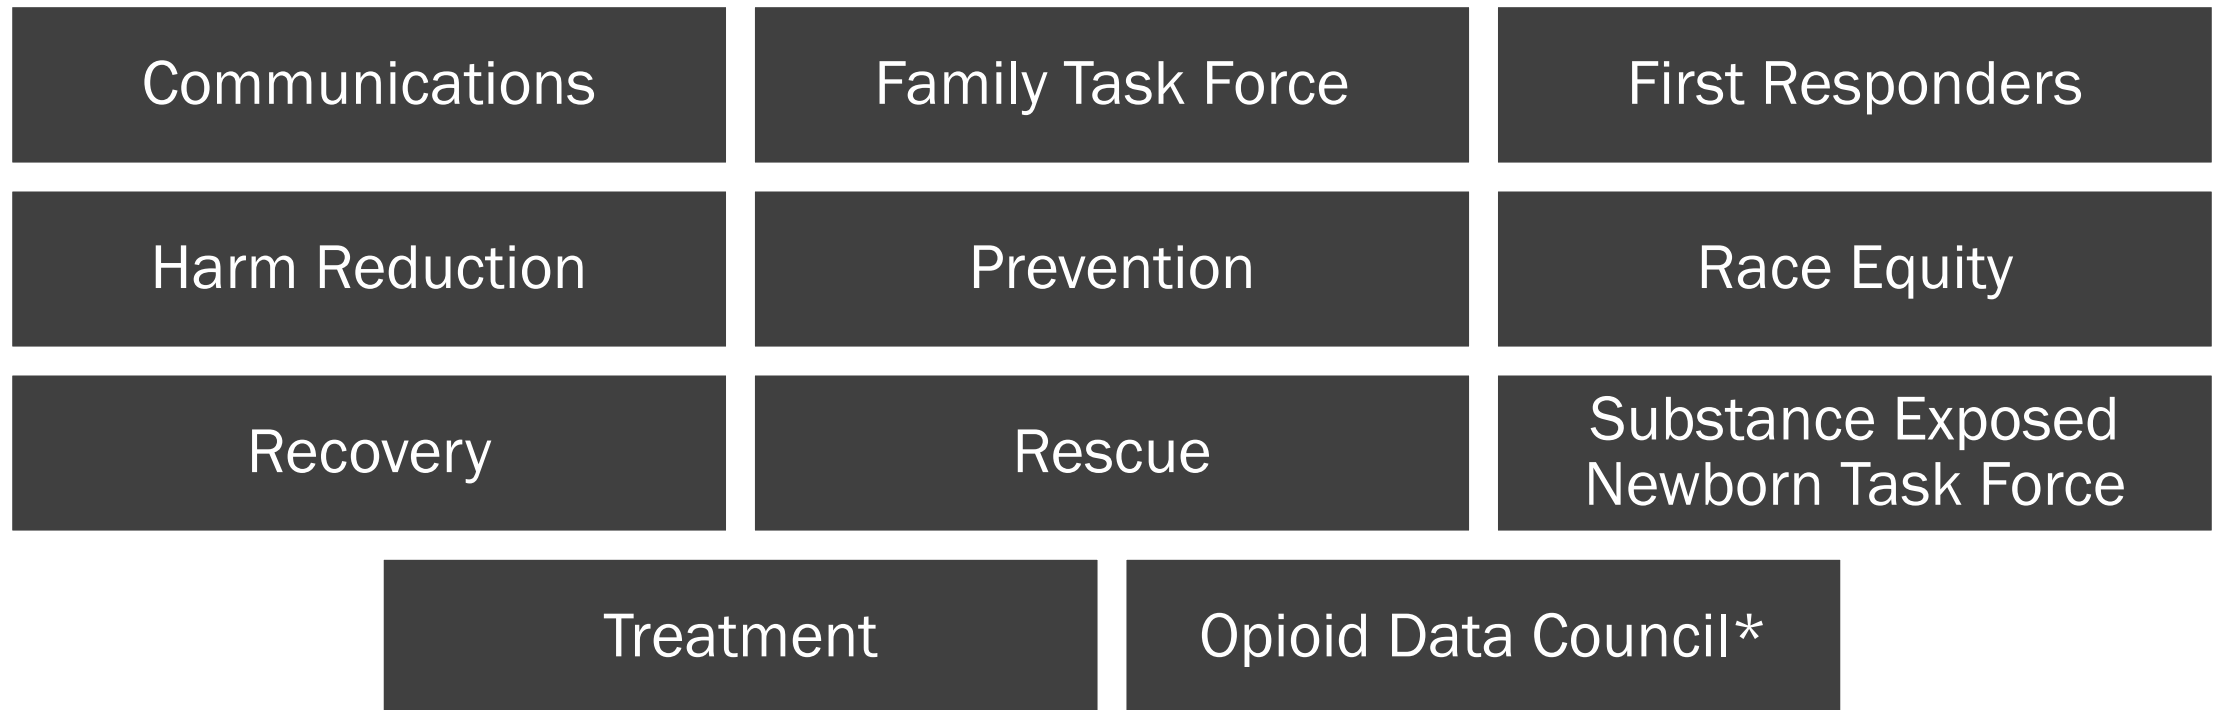 Communications
Family Task Force
First Responders
Harm Reduction
Prevention
Race Equity
Recovery
Rescue
Substance Exposed
Newborn Task Force
Treatment
Opioid Data Council*